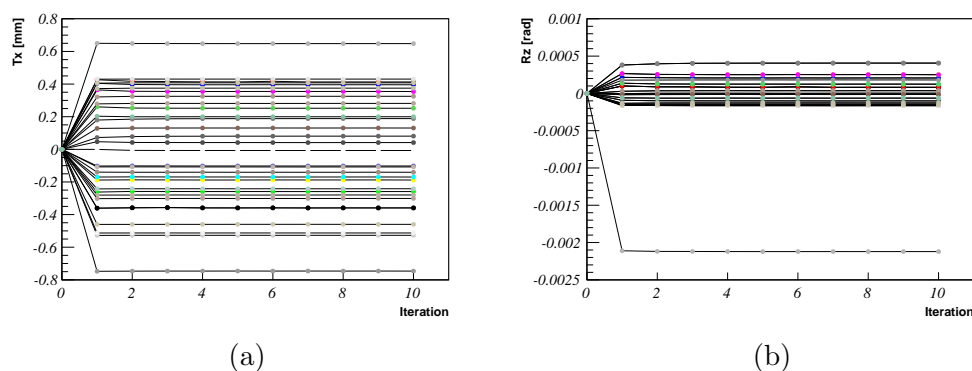 Tx [mm]
0.8
0.6
0.4
0.2
0
-0.2
-0.4
-0.6
-0.8
0 2 4 6 8 10
Iteration
(a)
Rz [rad]
0.001
0.0005
0
-0.0005
-0.001
-0.0015
-0.002
-0.0025
0 2 4 6 8 10
Iteration
(b)